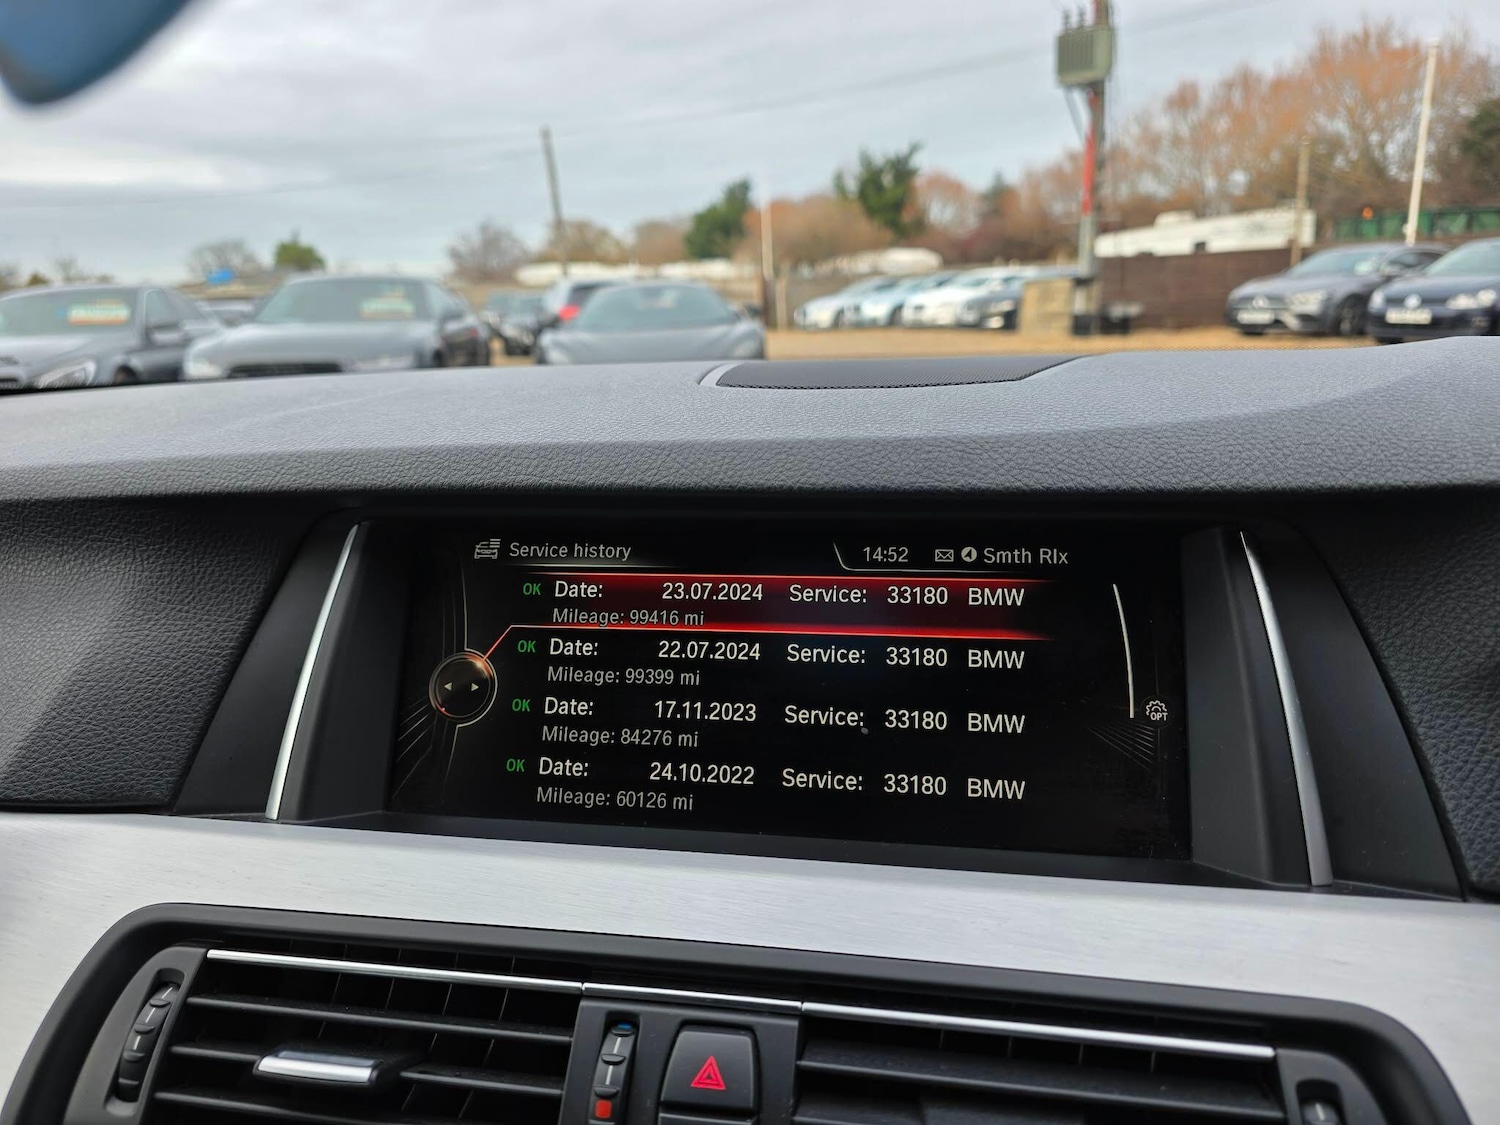 Service history 14:52 Smth Rlx
OK Date: 23.07.2024 Service: 33180 BMW
Mileage: 99416 mi
OK Date: 22.07.2024 Service: 33180 BMW
Mileage: 99399 mi
OK Date: 17.11.2023 Service: 33180 BMW
Mileage: 84276 mi
OPT
OK Date: 24.10.2022 Service: 33180 BMW
Mileage: 60126 mi